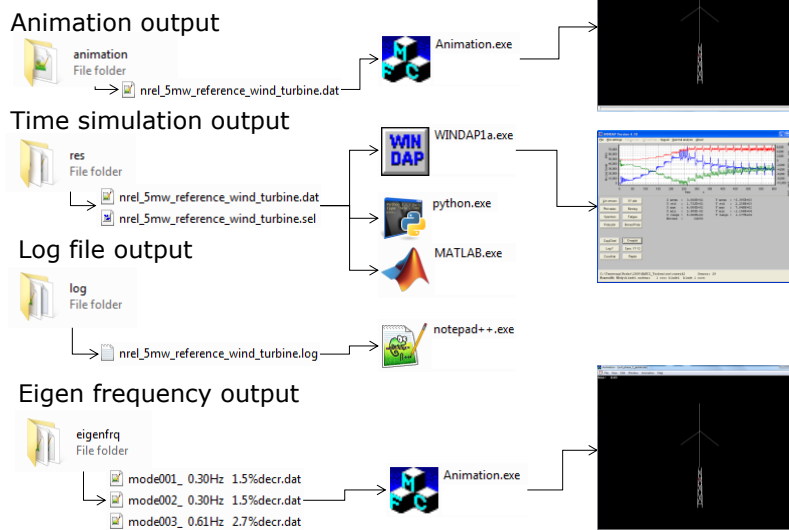 Animation output
animation
File folder
nrel_5mw_reference_wind_turbine.dat
Animation.exe
Time simulation output
res
File folder
nrel_5mw_reference_wind_turbine.dat
nrel_5mw_reference_wind_turbine.sel
WIN
DAP
WINDAP1a.exe
python.exe
MATLAB.exe
Log file output
log
File folder
nrel_5mw_reference_wind_turbine.log
notepad++.exe
Eigen frequency output
eigenfrq
File folder
mode001_ 0.30Hz 1.5%decr.dat
mode002_ 0.30Hz 1.5%decr.dat
mode003_ 0.61Hz 2.7%decr.dat
Animation.exe